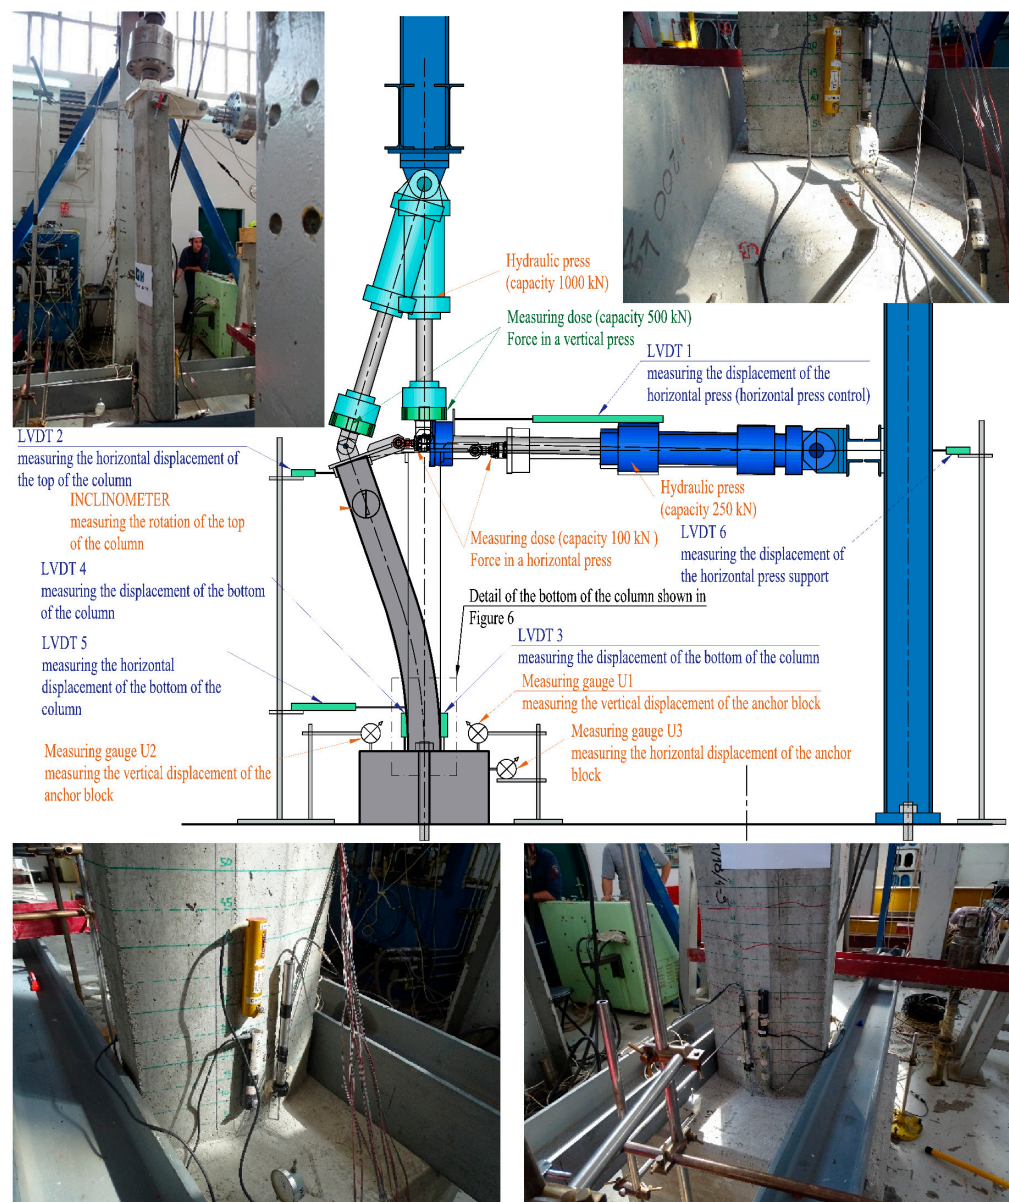 Hydraulic press
(capacity 1000 kN)
Measuring dose (capacity 500 kN)
Force in a vertical press
LVDT 1
measuring the displacement of the
horizontal press (horizontal press control)
LVDT 2
measuring the horizontal displacement of
the top of the column
INCLINOMETER
measuring the rotation of the top
of the column
Hydraulic press
(capacity 250 kN)
Measuring dose (capacity 100 kN )
Force in a horizontal press
LVDT 6
measuring the displacement of
the horizontal press support
LVDT 4
measuring the displacement of the bottom
of the column
Detail of the bottom of the column shown in
Figure 6
LVDT 5
measuring the horizontal
displacement of the bottom of the
column
LVDT 3
measuring the displacement of the bottom of the column
Measuring gauge U1
measuring the vertical displacement of the anchor block
Measuring gauge U2
measuring the vertical displacement of the
anchor block
Measuring gauge U3
measuring the horizontal displacement of the anchor
block
50
45